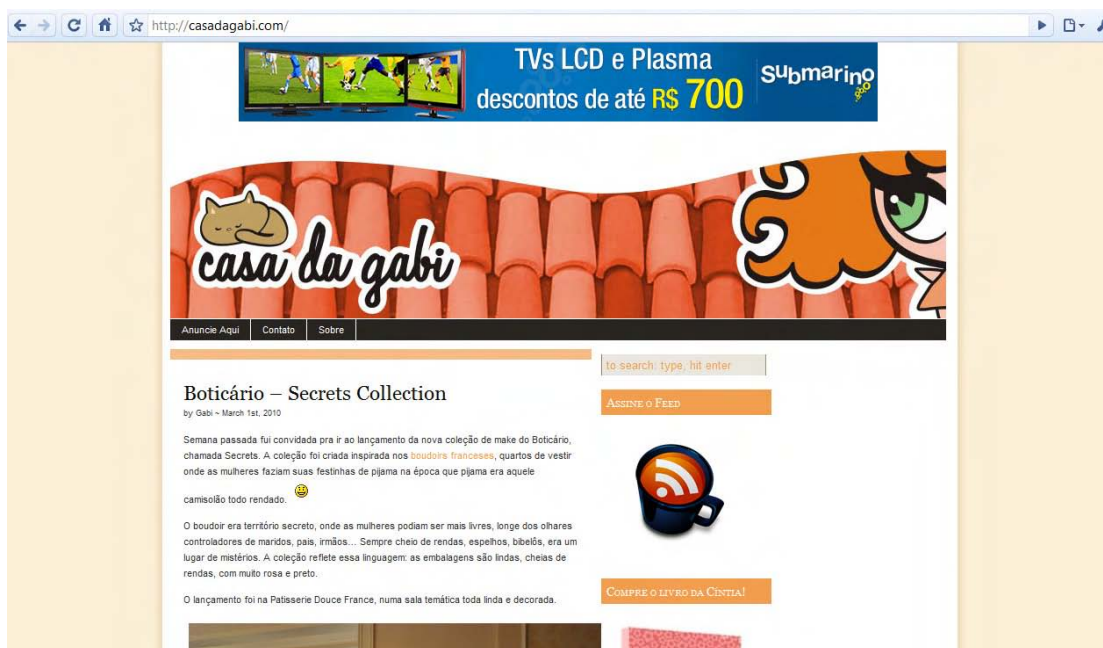 http://casadagabi.com/
TVs LCD e Plasma
descontos de até R$ 700
submarino
casa da gabi
Anuncie Aqui Contato Sobre
to search: type, hit enter
Boticário – Secrets Collection
by Gabi ~ March 1st, 2010
Semana passada fui convidada pra ir ao lançamento da nova coleção de make do Boticário,
chamada Secrets. A coleção foi criada inspirada nos boudoirs franceses, quartos de vestir
onde as mulheres faziam suas festinhas de pijama na época que pijama era aquele
camisolão todo rendado.
O boudoir era território secreto, onde as mulheres podiam ser mais livres, longe dos olhares
controladores de maridos, pais, irmãos... Sempre cheio de rendas, espelhos, bibelôs, era um
lugar de mistérios. A coleção reflete essa linguagem: as embalagens são lindas, cheias de
rendas, com muito rosa e preto.
O lançamento foi na Patisserie Douce France, numa sala temática toda linda e decorada.
Assine o Feed
Compre o livro da Cíntia!